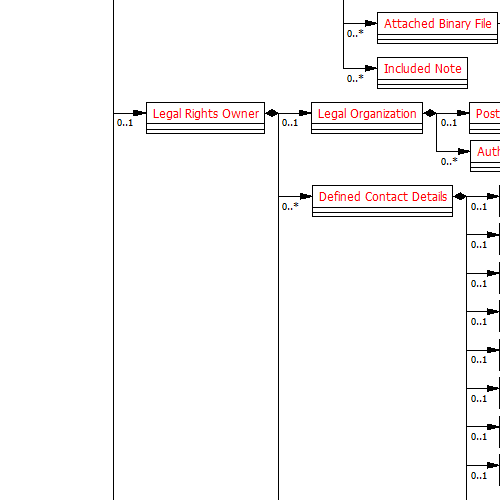 Attached Binary File
0..*
Included Note
0..*
Legal Rights Owner
0..1
Legal Organization
0..1
Post
0..1
Auth
0..*
Defined Contact Details
0..*
0..1
0..1
0..1
0..1
0..1
0..1
0..1
0..1